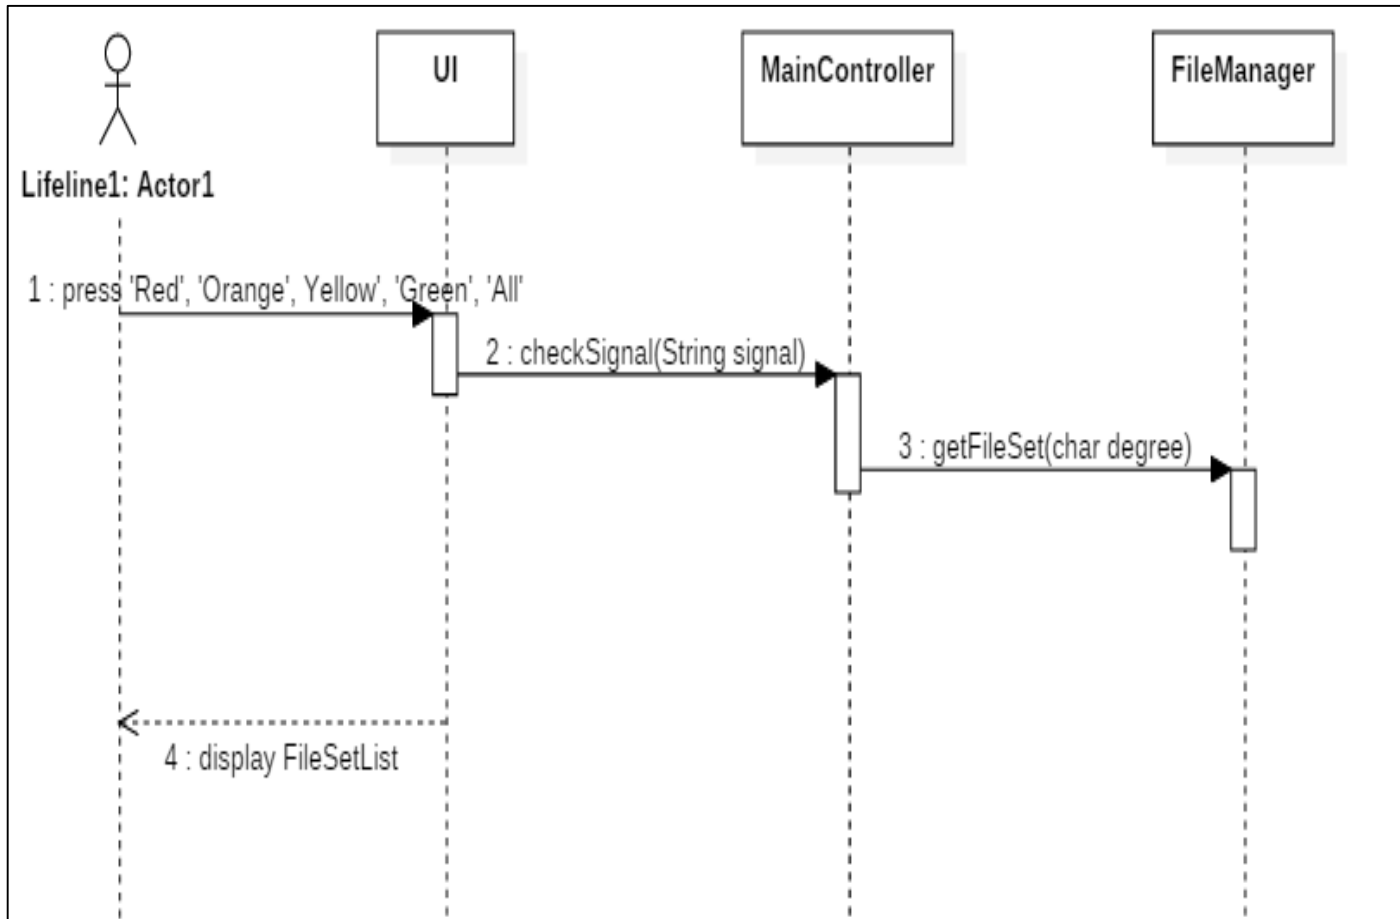 UI
MainController
FileManager
Lifeline1: Actor1
1 : press 'Red', 'Orange', Yellow', 'Green', 'All'
2 : checkSignal(String signal)
3 : getFileSet(char degree)
4 : display FileSetList